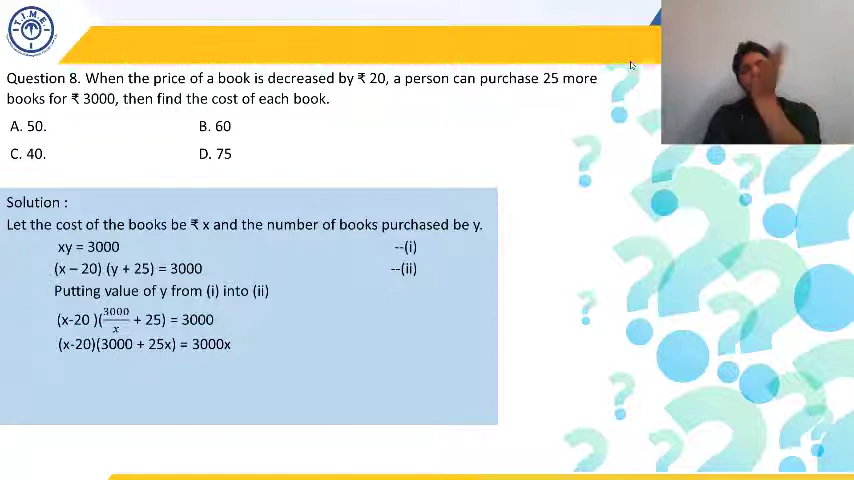 T.I.M.E.
Question 8. When the price of a book is decreased by ₹ 20, a person can purchase 25 more
books for ₹ 3000, then find the cost of each book.
A. 50. B. 60
C. 40. D. 75
Solution :
Let the cost of the books be ₹ x and the number of books purchased be y.
xy = 3000 --(i)
(x – 20) (y + 25) = 3000 --(ii)
Putting value of y from (i) into (ii)
(x-20 )(3000/x + 25) = 3000
(x-20)(3000 + 25x) = 3000x